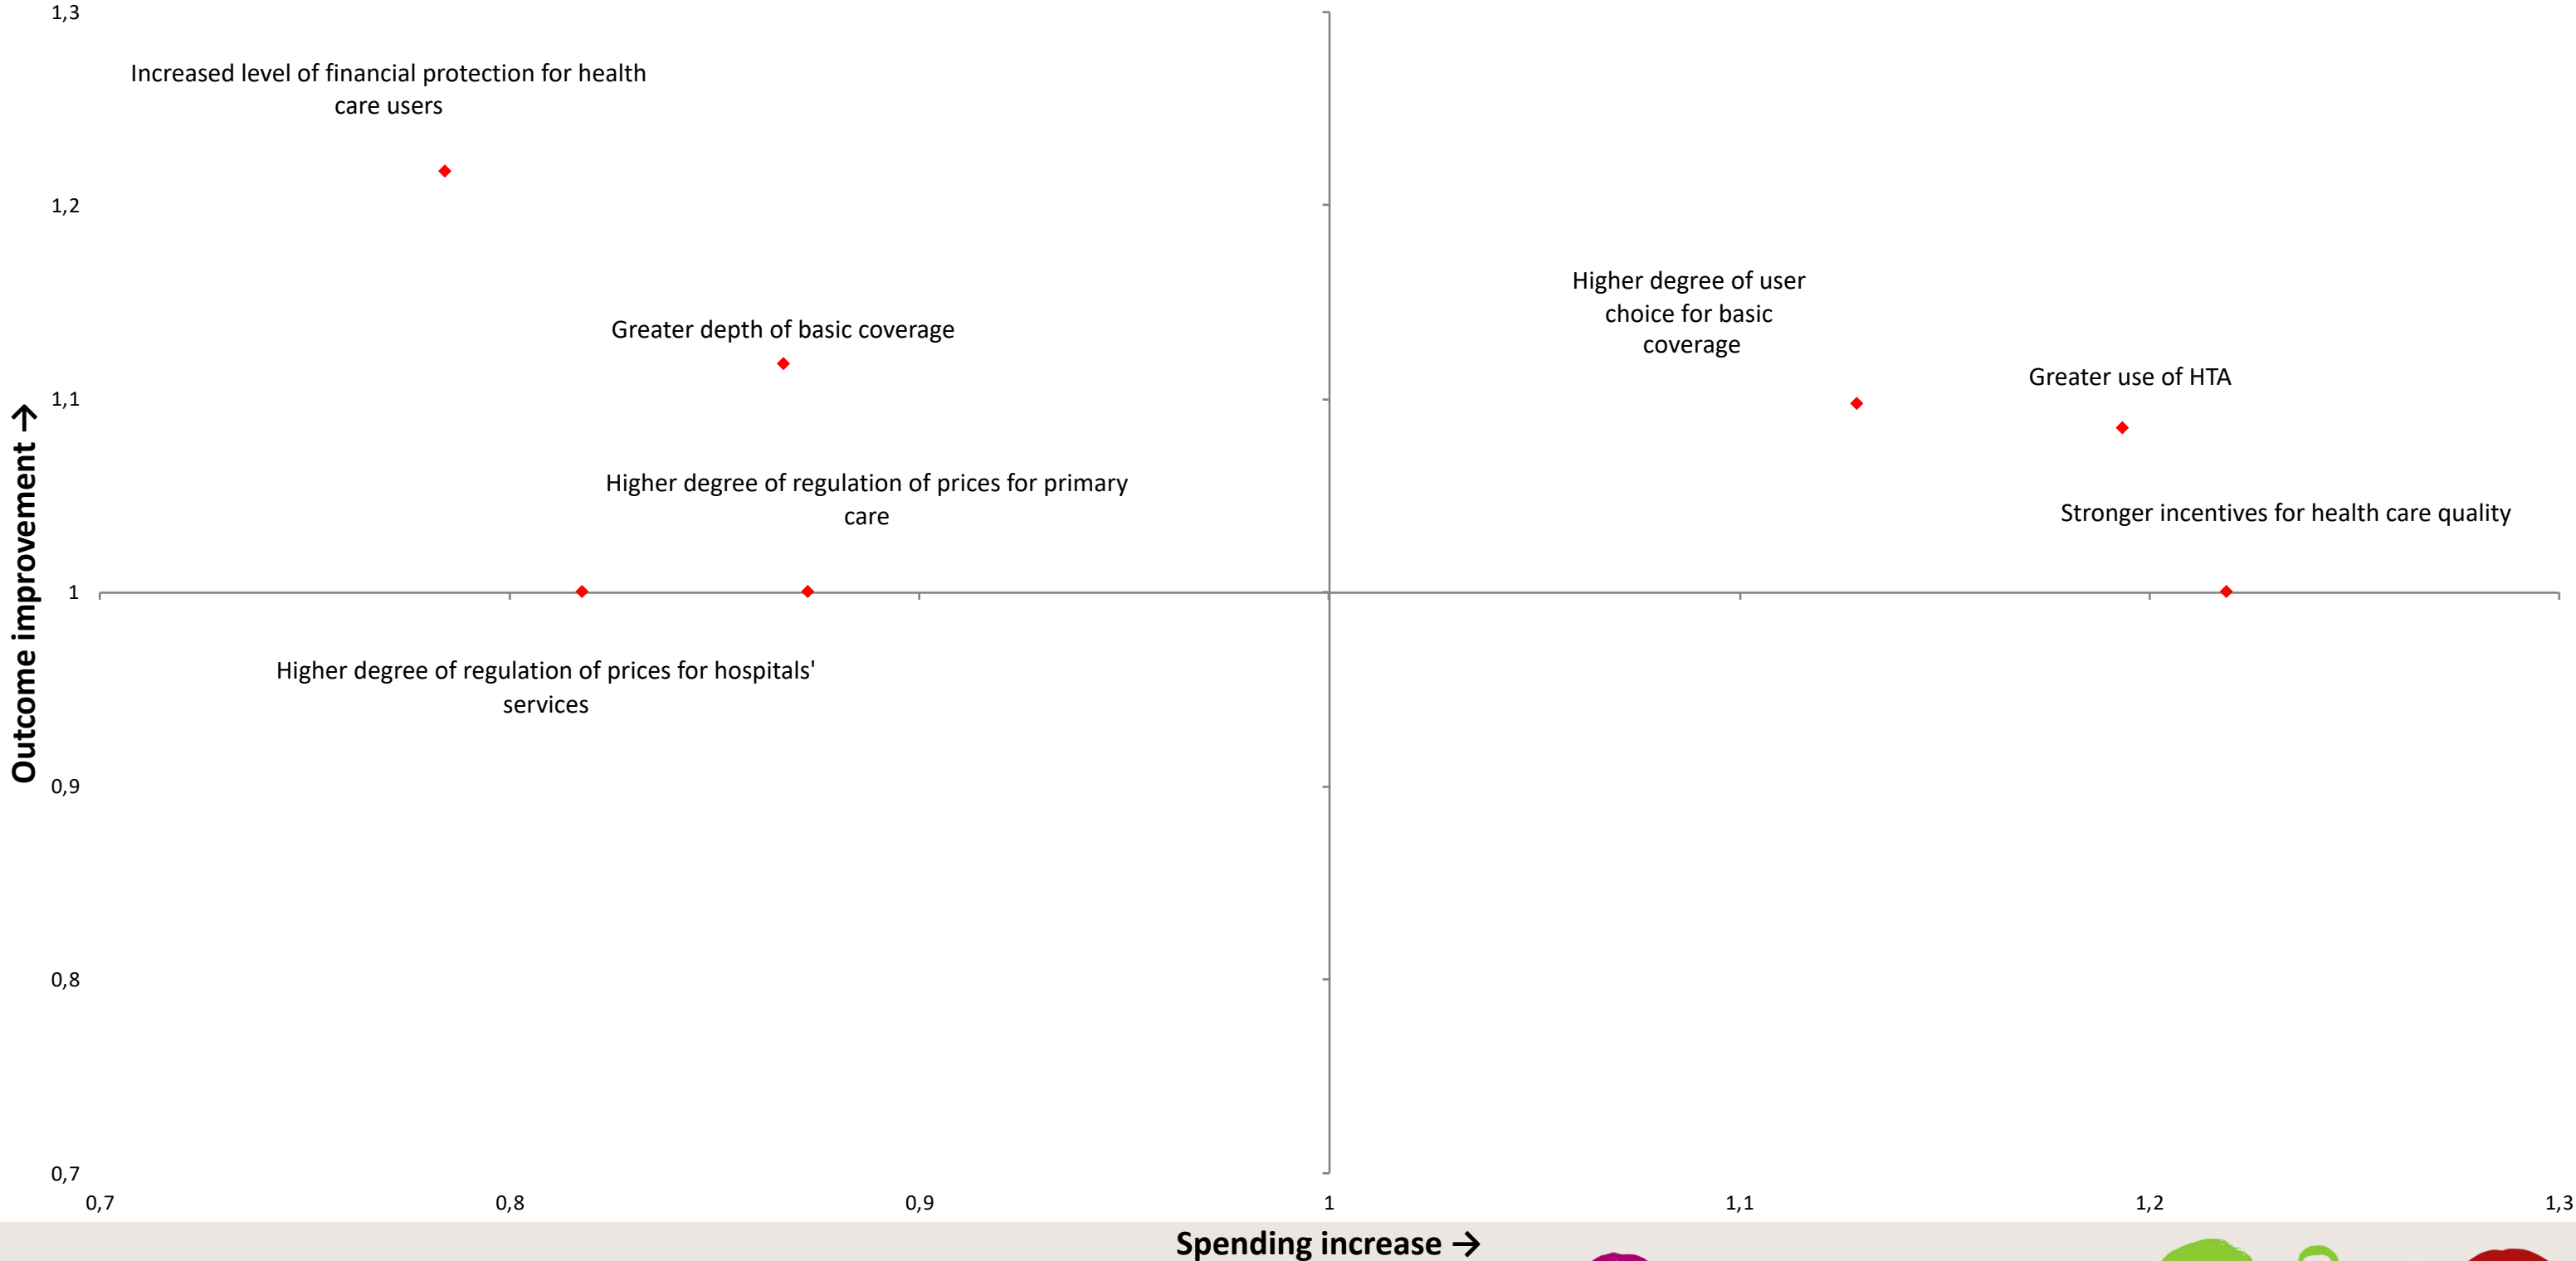 1,3
Increased level of financial protection for health
care users
1,2
Higher degree of user
choice for basic
coverage
Greater depth of basic coverage
Greater use of HTA
1,1
Higher degree of regulation of prices for primary
care
Stronger incentives for health care quality
Outcome improvement →
1
Higher degree of regulation of prices for hospitals'
services
0,9
0,8
0,7
0,7 0,8 0,9 1 1,1 1,2 1,3
Spending increase →